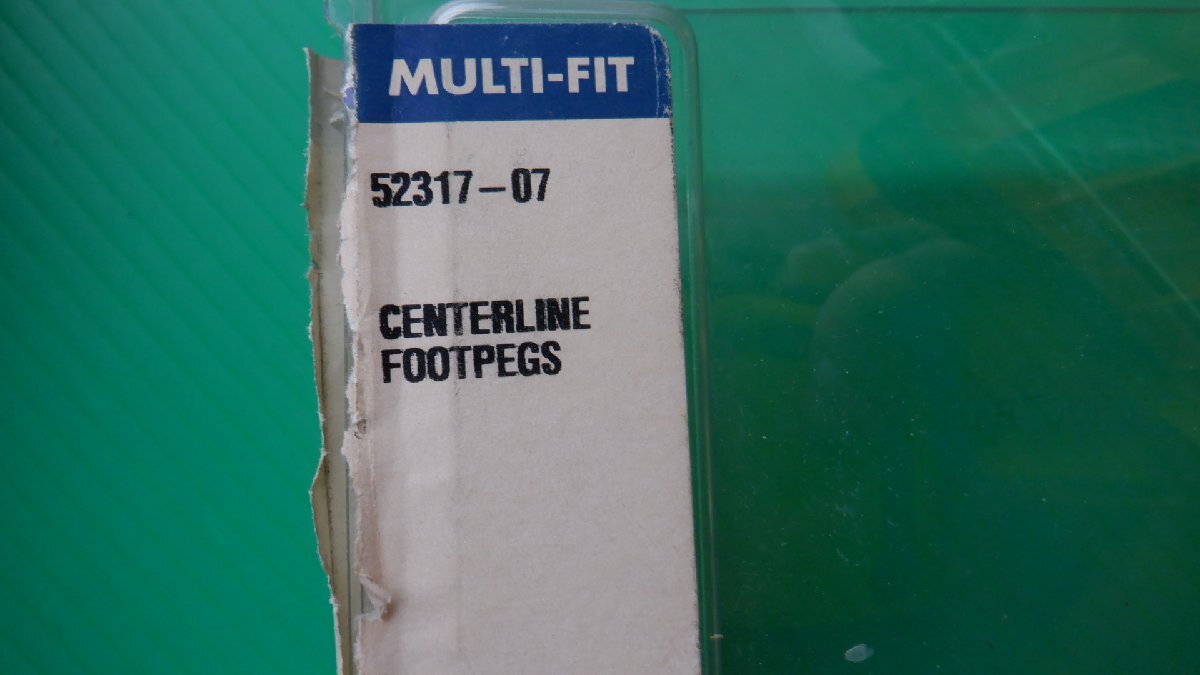 MULTI-FIT
52317-07
CENTERLINE
FOOTPEGS